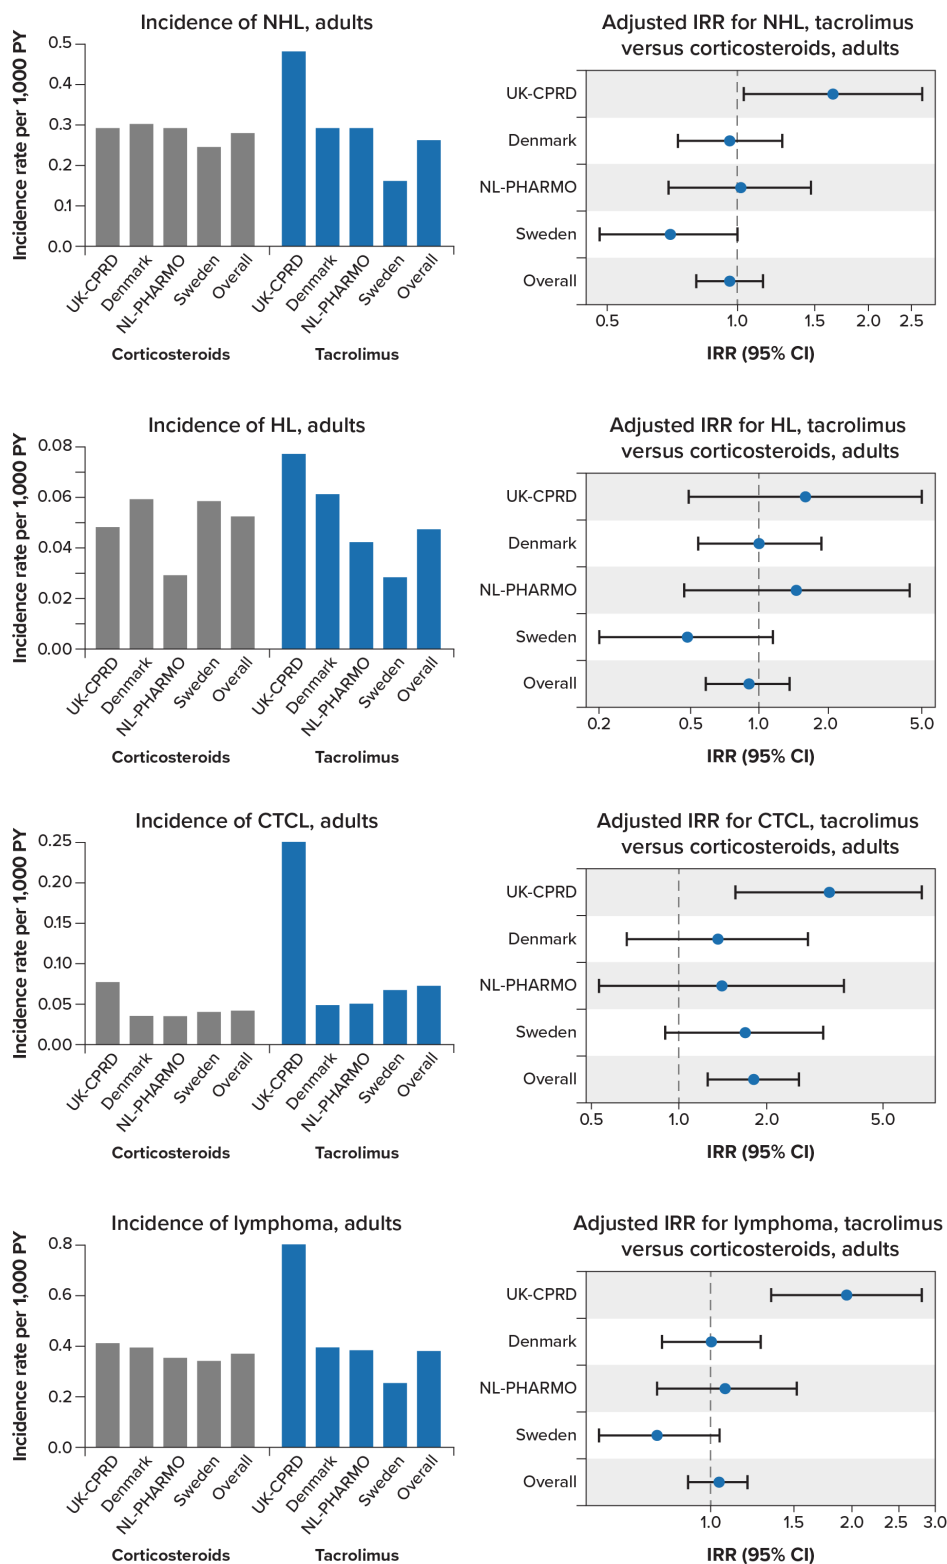 Incidence of NHL, adults
Incidence rate per 1,000 PY
0.5
0.4
0.3
0.2
0.1
0.0
UK-CPRD
Denmark
NL-PHARMO
Sweden
Overall
UK-CPRD
Denmark
NL-PHARMO
Sweden
Overall
Corticosteroids
Tacrolimus
Adjusted IRR for NHL, tacrolimus
versus corticosteroids, adults
UK-CPRD
Denmark
NL-PHARMO
Sweden
Overall
0.5 1.0 1.5 2.0 2.5
IRR (95% CI)
Incidence of HL, adults
Incidence rate per 1,000 PY
0.08
0.06
0.04
0.02
0.00
UK-CPRD
Denmark
NL-PHARMO
Sweden
Overall
UK-CPRD
Denmark
NL-PHARMO
Sweden
Overall
Corticosteroids
Tacrolimus
Adjusted IRR for HL, tacrolimus
versus corticosteroids, adults
UK-CPRD
Denmark
NL-PHARMO
Sweden
Overall
0.2 0.5 1.0 2.0 5.0
IRR (95% CI)
Incidence of CTCL, adults
Incidence rate per 1,000 PY
0.25
0.20
0.15
0.10
0.05
0.00
UK-CPRD
Denmark
NL-PHARMO
Sweden
Overall
UK-CPRD
Denmark
NL-PHARMO
Sweden
Overall
Corticosteroids
Tacrolimus
Adjusted IRR for CTCL, tacrolimus
versus corticosteroids, adults
UK-CPRD
Denmark
NL-PHARMO
Sweden
Overall
0.5 1.0 2.0 5.0
IRR (95% CI)
Incidence of lymphoma, adults
Incidence rate per 1,000 PY
0.8
0.6
0.4
0.2
0.0
UK-CPRD
Denmark
NL-PHARMO
Sweden
Overall
UK-CPRD
Denmark
NL-PHARMO
Sweden
Overall
Corticosteroids
Tacrolimus
Adjusted IRR for lymphoma, tacrolimus
versus corticosteroids, adults
UK-CPRD
Denmark
NL-PHARMO
Sweden
Overall
1.0 1.5 2.0 2.5 3.0
IRR (95% CI)